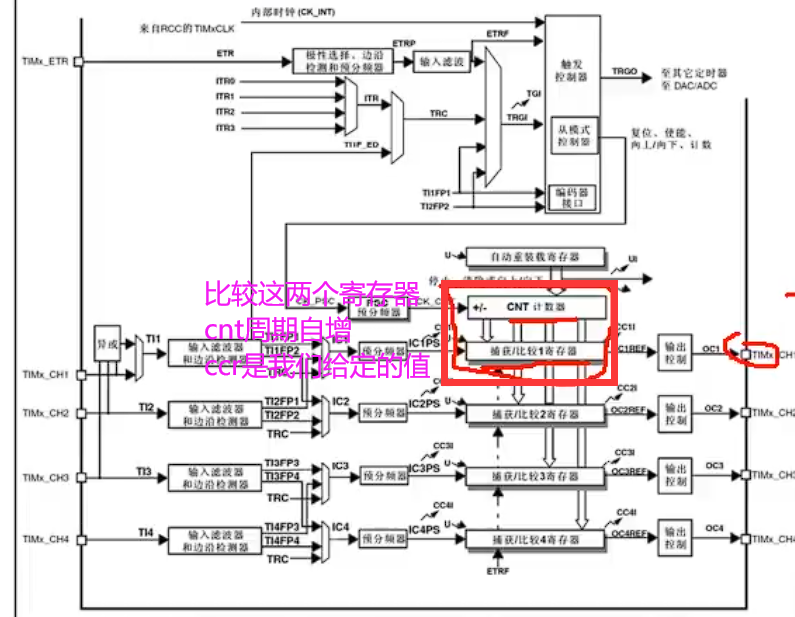 内部时钟 (CK_INT)
来自RCC的TIMxCLK
TIMx_ETR
ETR
极性选择、边沿
检测和预分频器
ETRP
输入滤波
ETRF
触发
控制器
TRGO
至其它定时器
至 DAC/ADC
ITR0
ITR1
ITR2
ITR3
ITR
TRC
TGI
TRGI
TI1F_ED
从模式
控制器
复位、使能、
向上/向下、计数
TI1FP1
TI2FP2
编码器
接口
U
自动重装载寄存器
UI
比较这两个寄存器
cnt周期自增
ccr是我们给定的值
PSC
预分频器
+/-
CNT 计数器
异或
TI1
TIMx_CH1
TI1FP2
预分频器
IC1PS
U
捕获/比较1寄存器
OC1REF
输出
控制
OC1
TIMx_CH1
TIMx_CH2
TI2
输入滤波器
和边沿检测器
TI2FP1
TI2FP2
TRC
IC2
预分频器
IC2PS
U
捕获/比较2寄存器
CC2I
OC2REF
输出
控制
OC2
TIMx_CH2
TIMx_CH3
TI3
输入滤波器
和边沿检测器
TI3FP3
TI3FP4
TRC
IC3
预分频器
IC3PS
U
捕获/比较3寄存器
CC3I
OC3REF
输出
控制
OC3
TIMx_CH3
TIMx_CH4
TI4
输入滤波器
和边沿检测器
TI4FP3
TI4FP4
TRC
IC4
预分频器
CC4I
IC4PS
U
捕获/比较4寄存器
CC4I
OC4REF
输出
控制
OC4
TIMx_CH4
ETRF